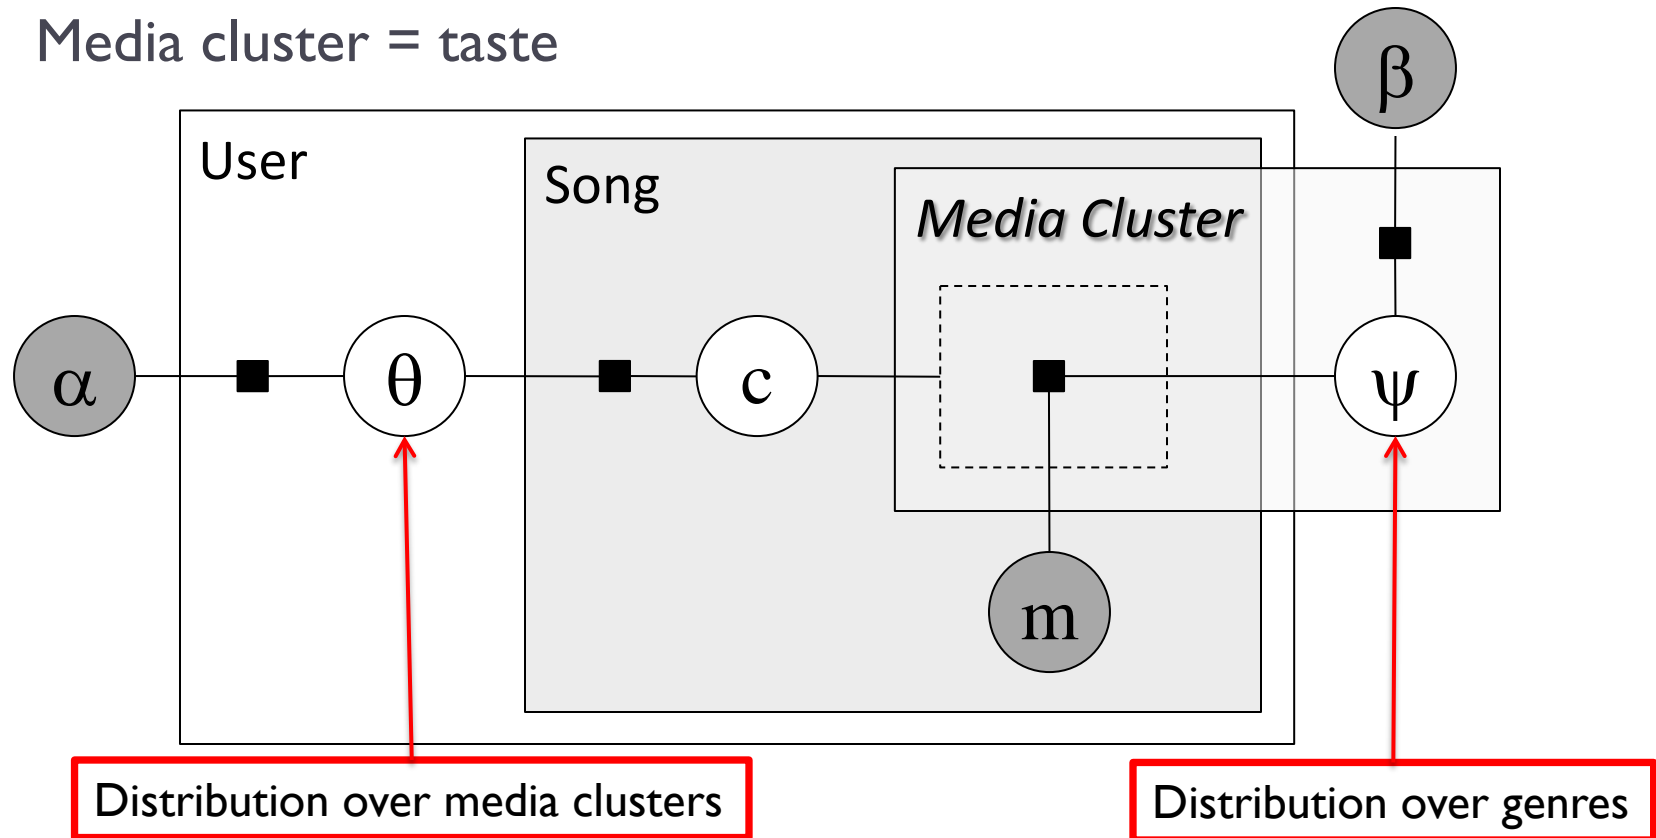 Media cluster = taste
β
User
Song
Media Cluster
α
θ
c
ψ
m
Distribution over media clusters
Distribution over genres